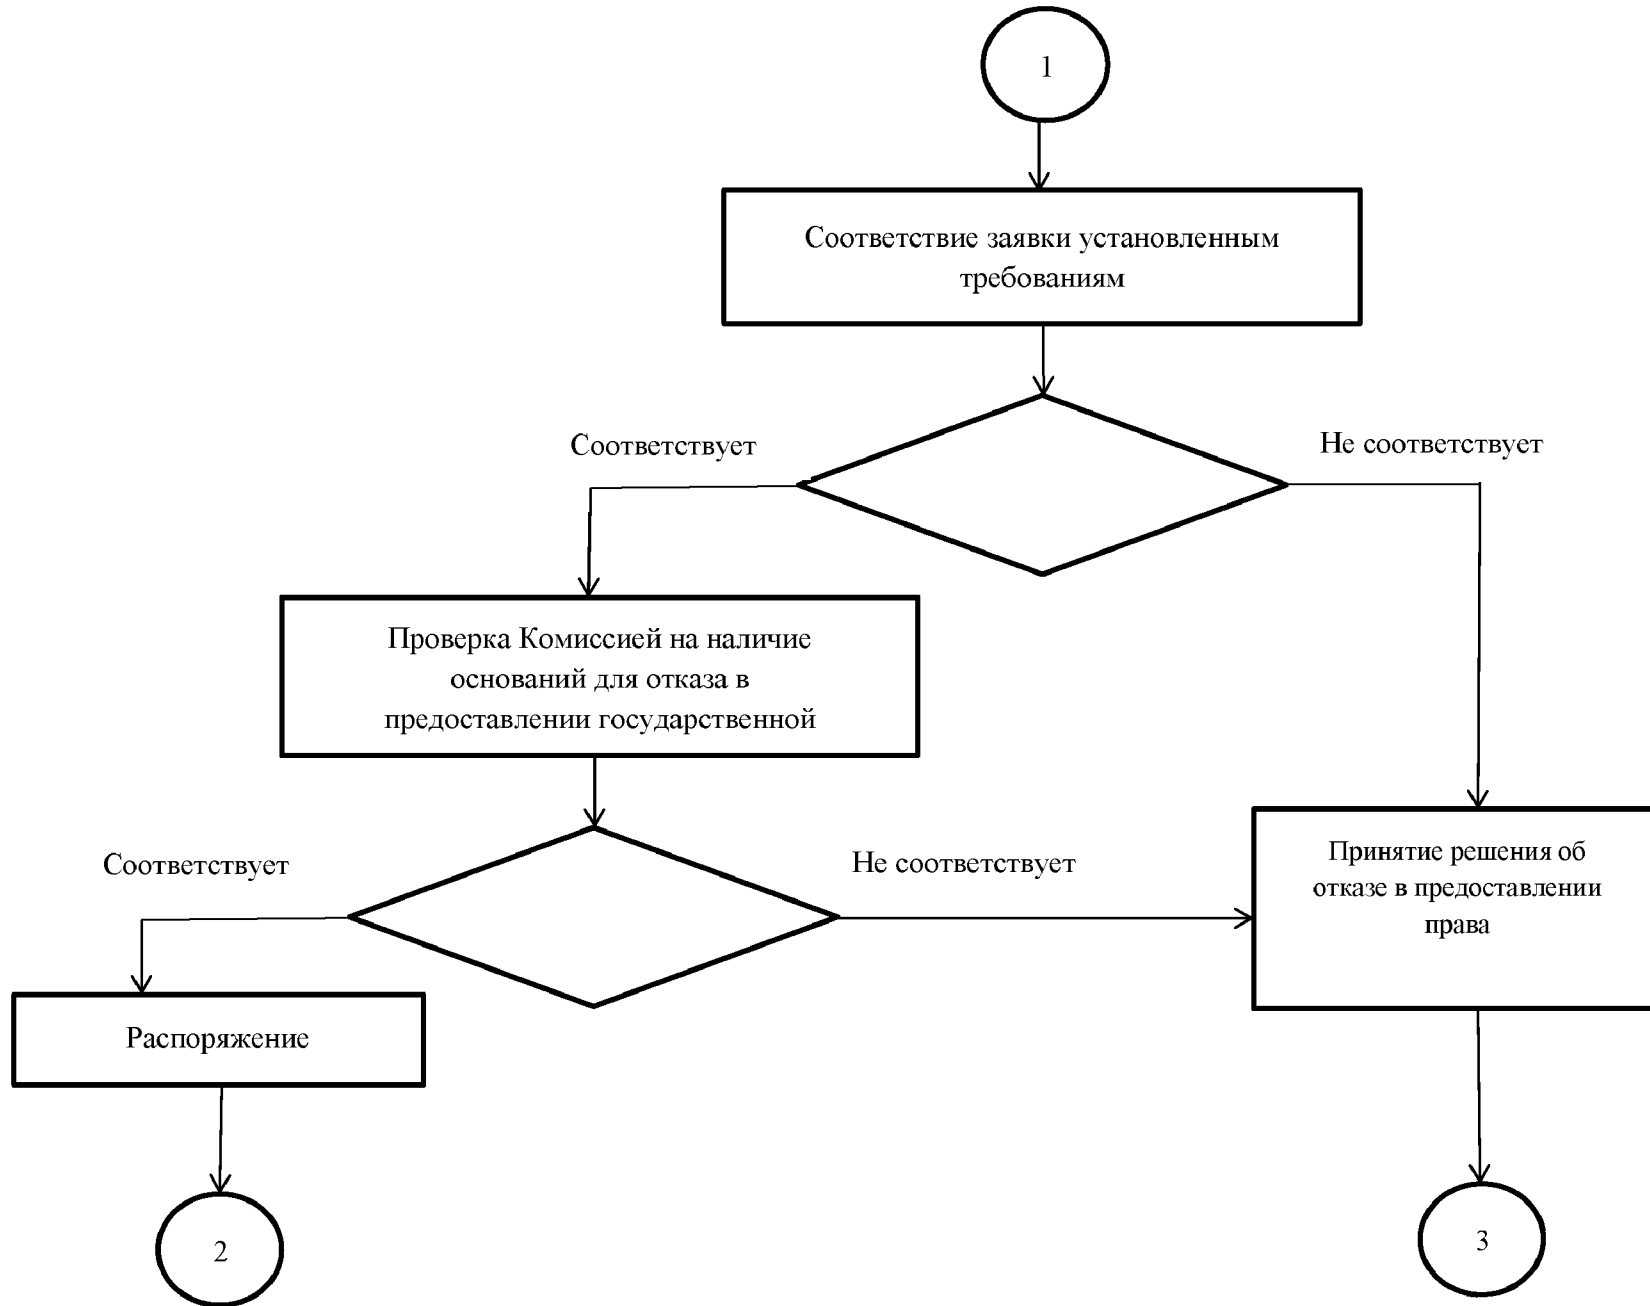 1
Соответствие заявки установленным
требованиям
Соответствует
Не соответствует
Проверка Комиссией на наличие
оснований для отказа в
предоставлении государственной
Соответствует
Не соответствует
Принятие решения об
отказе в предоставлении
права
Распоряжение
2
3